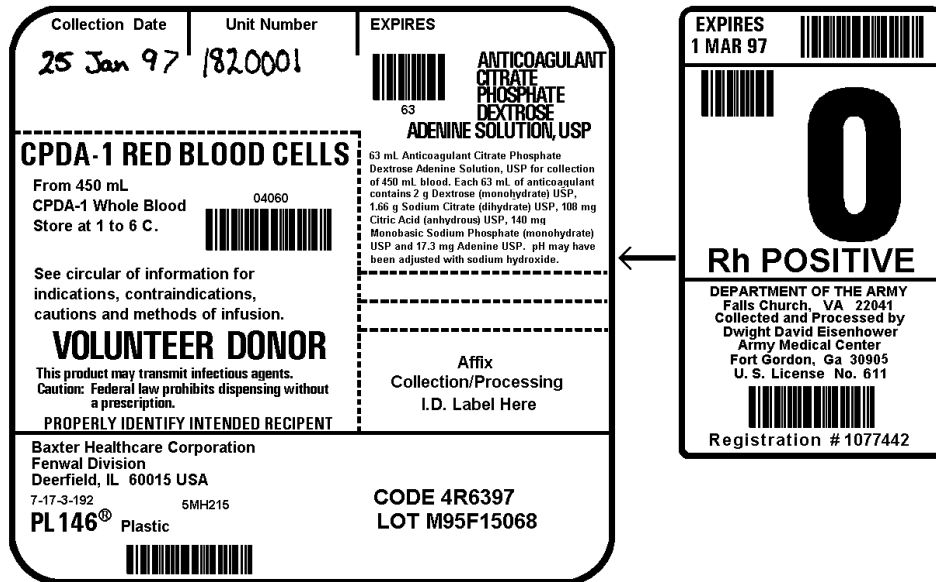 Collection Date
Unit Number
EXPIRES
25 Jan 97
1820001
63
ANTICOAGULANT
CITRATE
PHOSPHATE
DEXTROSE
ADENINE SOLUTION, USP
CPDA-1 RED BLOOD CELLS
From 450 mL
CPDA-1 Whole Blood
Store at 1 to 6 C.
04060
See circular of information for
indications, contraindications,
cautions and methods of infusion.
VOLUNTEER DONOR
This product may transmit infectious agents.
Caution: Federal law prohibits dispensing without
a prescription.
PROPERLY IDENTIFY INTENDED RECIPENT
63 mL Anticoagulant Citrate Phosphate
Dextrose Adenine Solution, USP for collection
of 450 mL blood. Each 63 mL of anticoagulant
contains 2 g Dextrose (monohydrate) USP,
1.66 g Sodium Citrate (dihydrate) USP, 108 mg
Citric Acid (anhydrous) USP, 140 mg
Monobasic Sodium Phosphate (monohydrate)
USP and 17.3 mg Adenine USP. pH may have
been adjusted with sodium hydroxide.
Affix
Collection/Processing
I.D. Label Here
Baxter Healthcare Corporation
Fenwal Division
Deerfield, IL 60015 USA
7-17-3-192
5MH215
PL 146® Plastic
CODE 4R6397
LOT M95F15068
EXPIRES
1 MAR 97
O
Rh POSITIVE
DEPARTMENT OF THE ARMY
Falls Church, VA 22041
Collected and Processed by
Dwight David Eisenhower
Army Medical Center
Fort Gordon, Ga 30905
U. S. License No. 611
Registration # 1077442